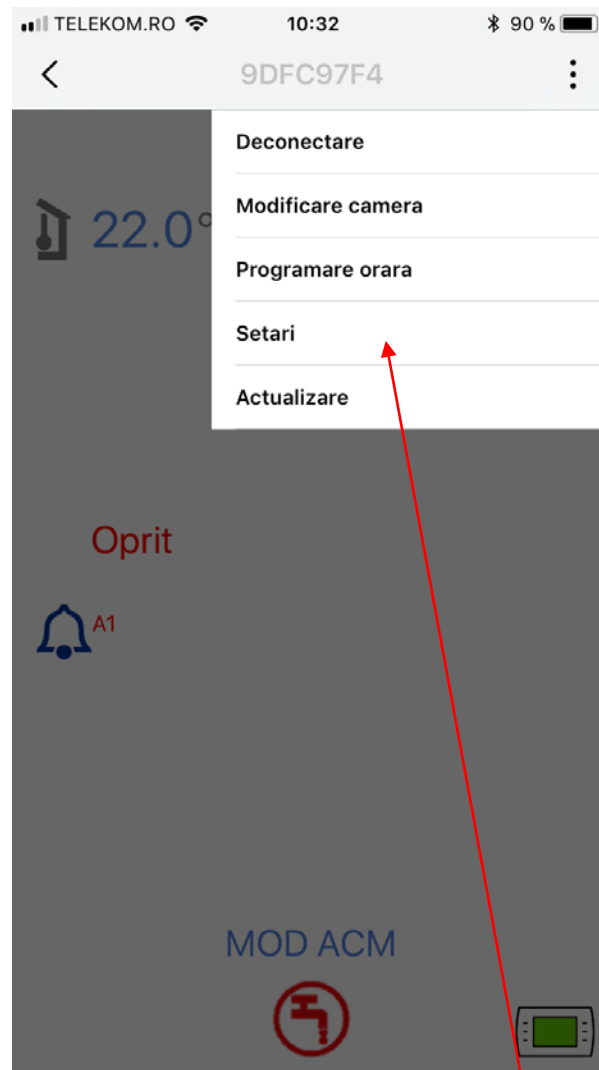 TELEKOM.RO 10:32 90 %
9DFC97F4
Deconectare
22.0°
Modificare camera
Programare orara
Setari
Actualizare
Oprit
A1
MOD ACM